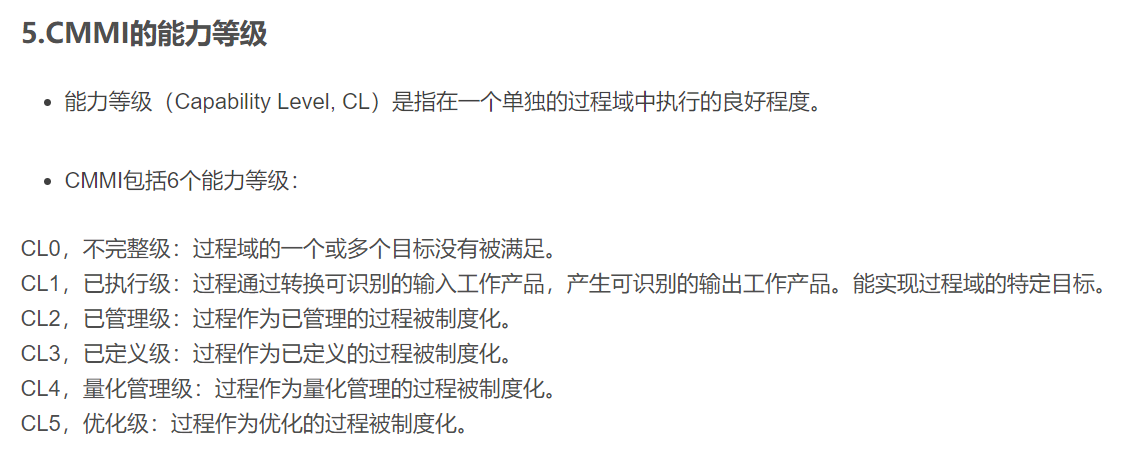 5.CMMI的能力等级
• 能力等级（Capability Level, CL）是指在一个单独的过程域中执行的良好程度。
• CMMI包括6个能力等级：
CL0，不完整级：过程域的一个或多个目标没有被满足。
CL1，已执行级：过程通过转换可识别的输入工作产品，产生可识别的输出工作产品。能实现过程域的特定目标。
CL2，已管理级：过程作为已管理的过程被制度化。
CL3，已定义级：过程作为已定义的过程被制度化。
CL4，量化管理级：过程作为量化管理的过程被制度化。
CL5，优化级：过程作为优化的过程被制度化。